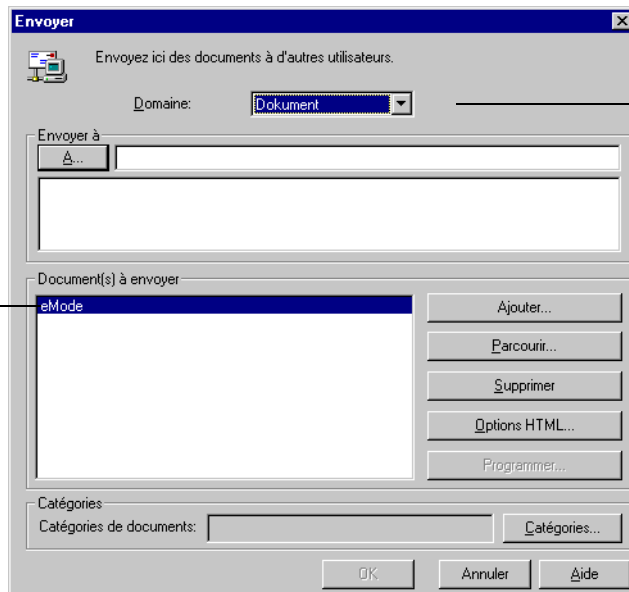 Envoyer
Envoyez ici des documents à d'autres utilisateurs.
Domaine: Dokument
Envoyer à
A...
Document(s) à envoyer
eMode
Ajouter...
Parcourir...
Supprimer
Options HTML...
Programmer...
Catégories
Catégories de documents:
Catégories...
OK Annuler Aide